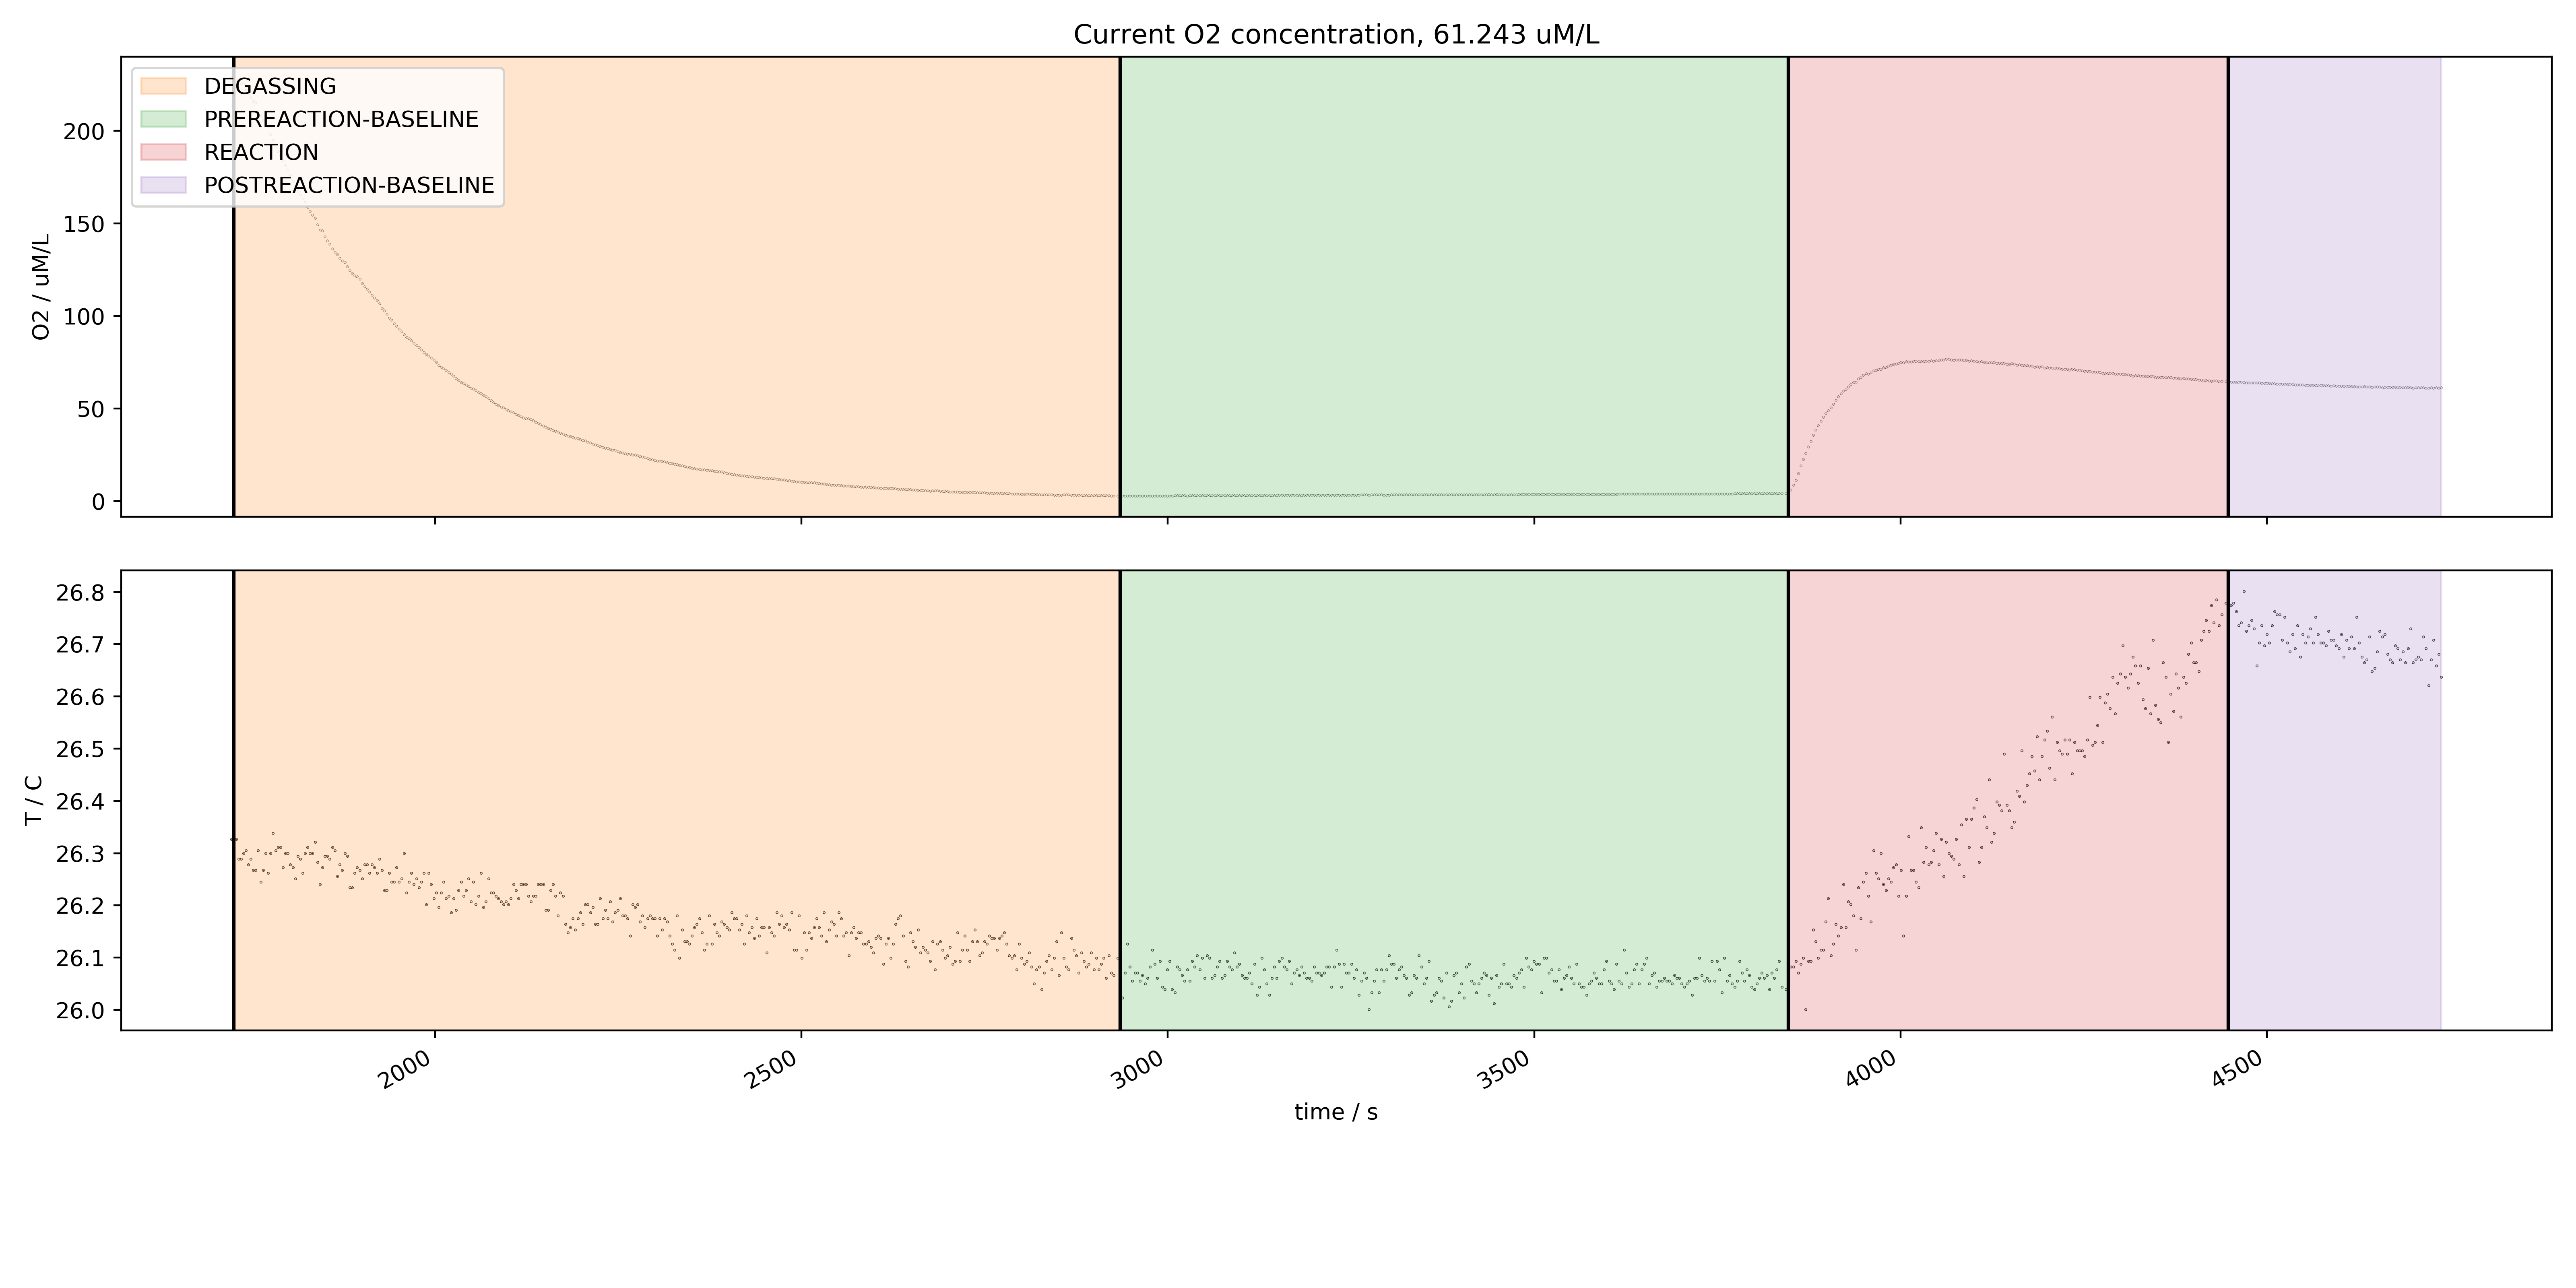 Current O2 concentration, 61.243 uM/L
DEGASSING
PREREACTION-BASELINE
REACTION
POSTREACTION-BASELINE
200
150
100
50
0
O2 / uM/L
26.8
26.7
26.6
26.5
26.4
26.3
26.2
26.1
26.0
T / C
2000
2500
3000
3500
4000
4500
time / s